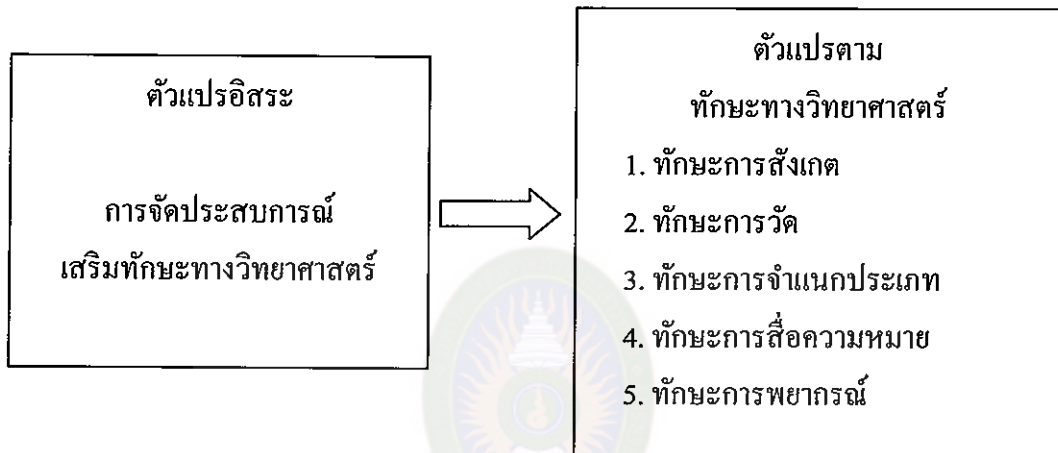 ตัวแปรอิสระ
การจัดประสบการณ์
เสริมทักษะทางวิทยาศาสตร์
ตัวแปรตาม
ทักษะทางวิทยาศาสตร์
1. ทักษะการสังเกต
2. ทักษะการวัด
3. ทักษะการจำแนกประเภท
4. ทักษะการสื่อความหมาย
5. ทักษะการพยากรณ์